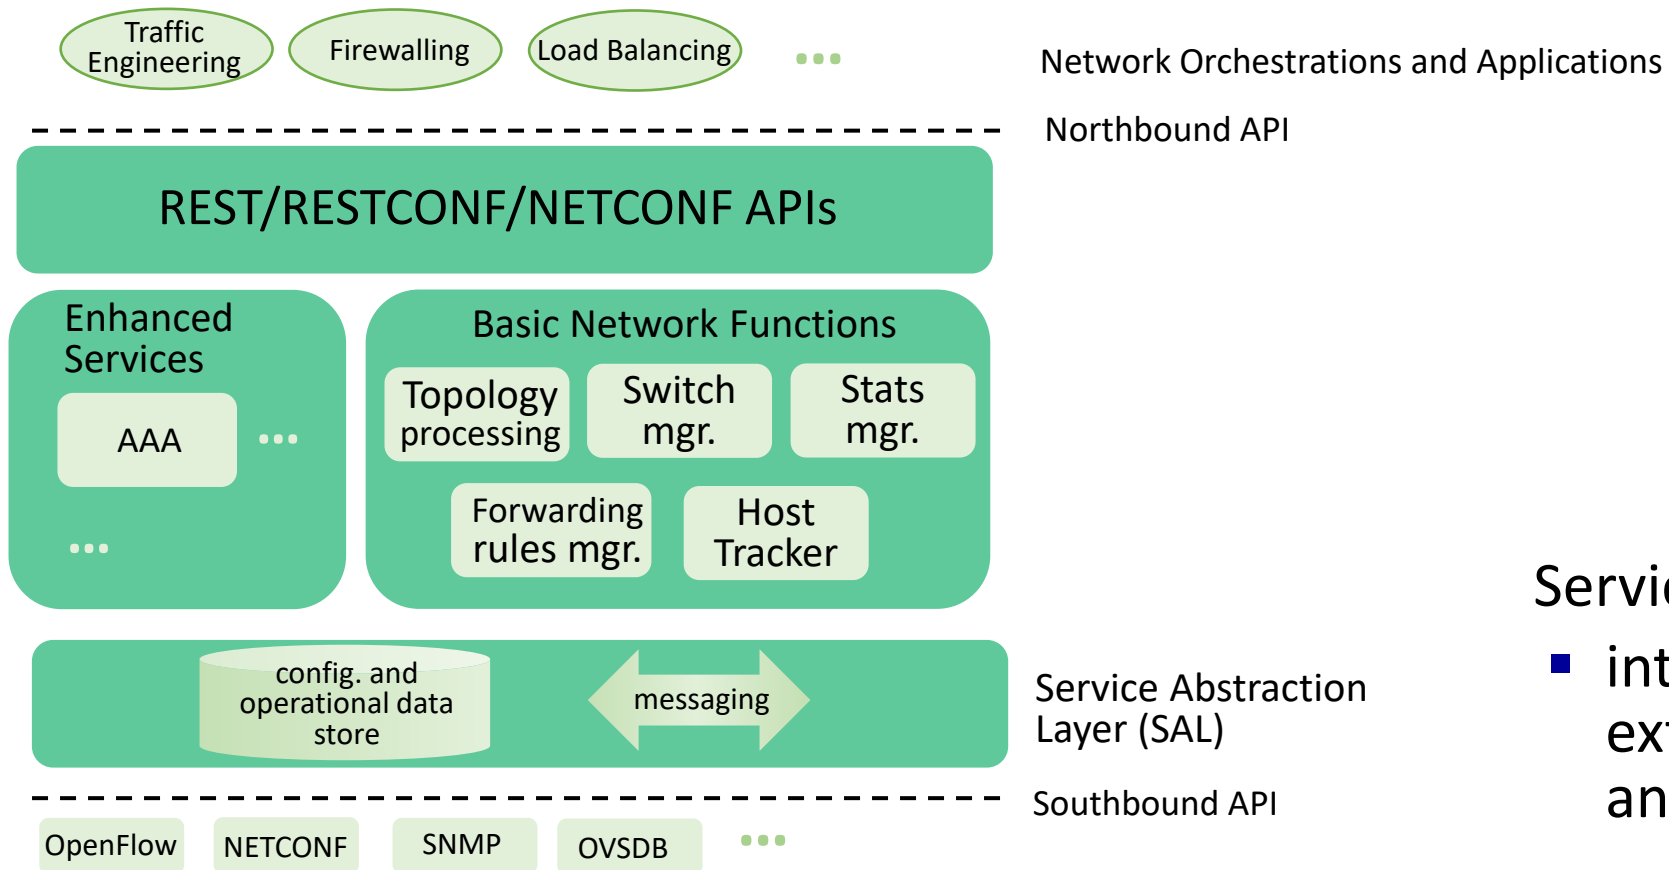 Traffic
Engineering
Firewalling
Load Balancing
...
Network Orchestrations and Applications
Northbound API
REST/RESTCONF/NETCONF APIs
Enhanced
Services
AAA
...
...
Basic Network Functions
Topology
processing
Switch
mgr.
Stats
mgr.
Forwarding
rules mgr.
Host
Tracker
config. and
operational data
store
messaging
Service Abstraction
Layer (SAL)
Southbound API
OpenFlow
NETCONF
SNMP
OVSDB
...